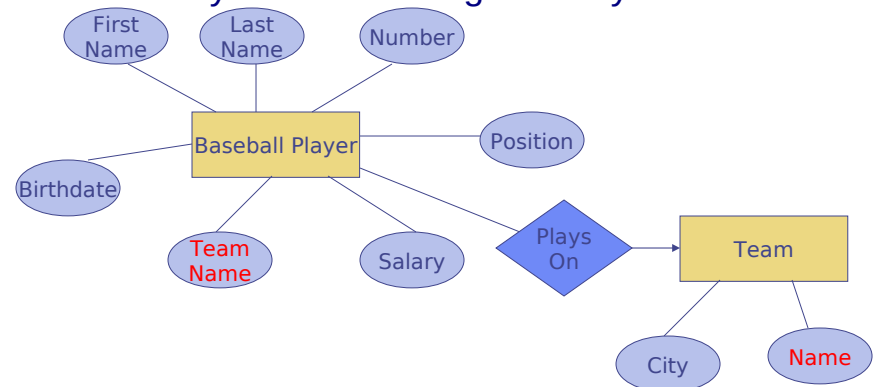 First
Name
Last
Name
Number
Baseball Player
Position
Birthdate
Team
Name
Salary
Plays
On
Team
City
Name